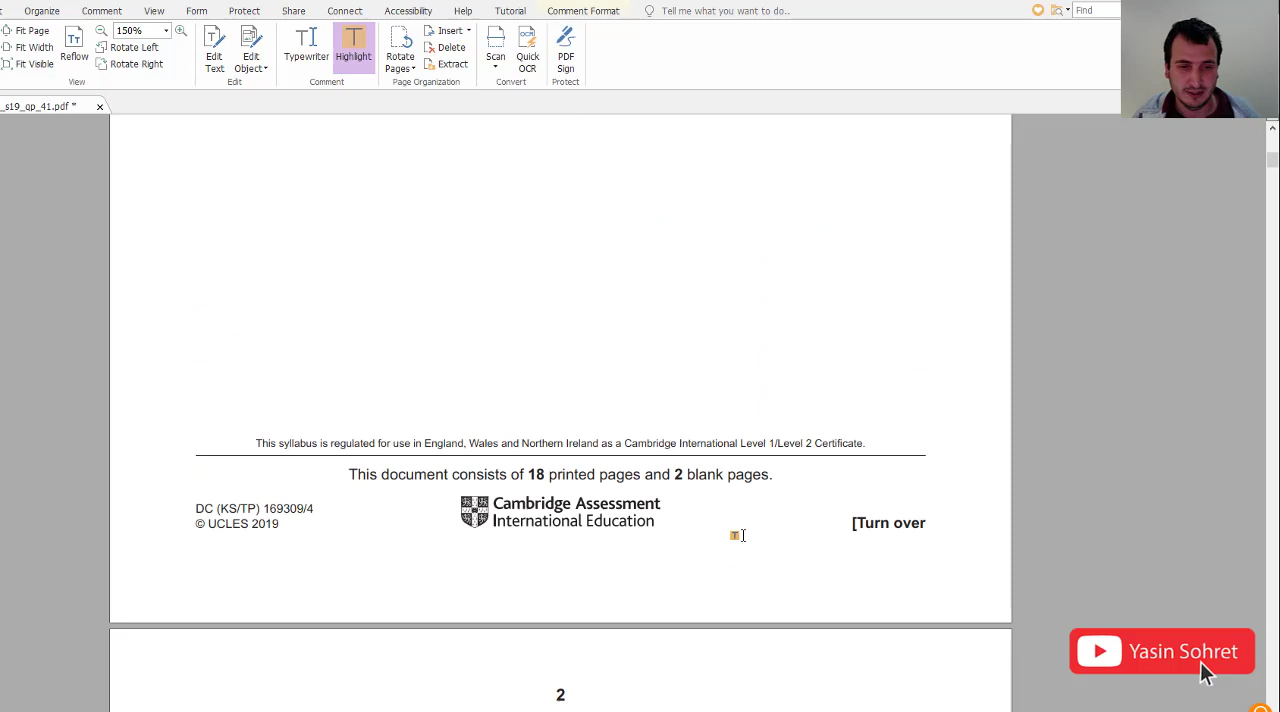 Organize Comment View Form Protect Share Connect Accessibility Help Tutorial Comment Format Tell me what you want to do.. Find
Fit Page 150% Insert
Fit Width Reflow Rotate Left Edit Text Edit Object Typewriter Highlight Rotate Pages Delete Scan Quick OCR PDF Sign
Fit Visible Rotate Right Extract
View Edit Comment Page Organization Convert Protect
_s19_qp_41.pdf *
This syllabus is regulated for use in England, Wales and Northern Ireland as a Cambridge International Level 1/Level 2 Certificate.
This document consists of 18 printed pages and 2 blank pages.
DC (KS/TP) 169309/4
© UCLES 2019
Cambridge Assessment
International Education
[Turn over
Yasin Sohret
2